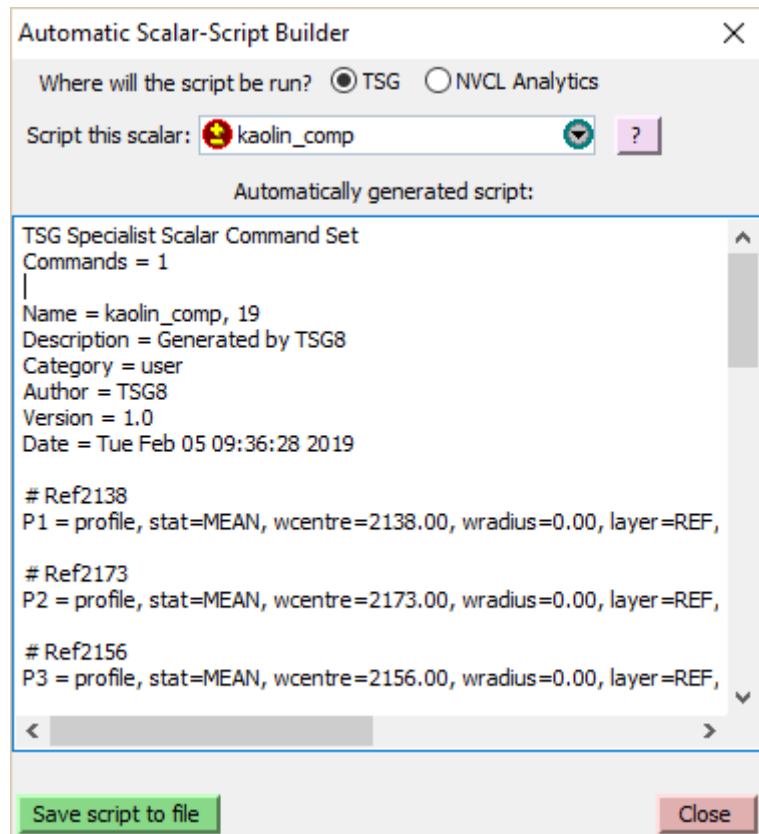 Automatic Scalar-Script Builder
Where will the script be run? TSG NVCL Analytics
Script this scalar: kaolin_comp ?
Automatically generated script:
TSG Specialist Scalar Command Set
Commands = 1
Name = kaolin_comp, 19
Description = Generated by TSG8
Category = user
Author = TSG8
Version = 1.0
Date = Tue Feb 05 09:36:28 2019
# Ref2138
P1 = profile, stat=MEAN, wcentre=2138.00, wradius=0.00, layer=REF,
# Ref2173
P2 = profile, stat=MEAN, wcentre=2173.00, wradius=0.00, layer=REF,
# Ref2156
P3 = profile, stat=MEAN, wcentre=2156.00, wradius=0.00, layer=REF,
Save script to file Close